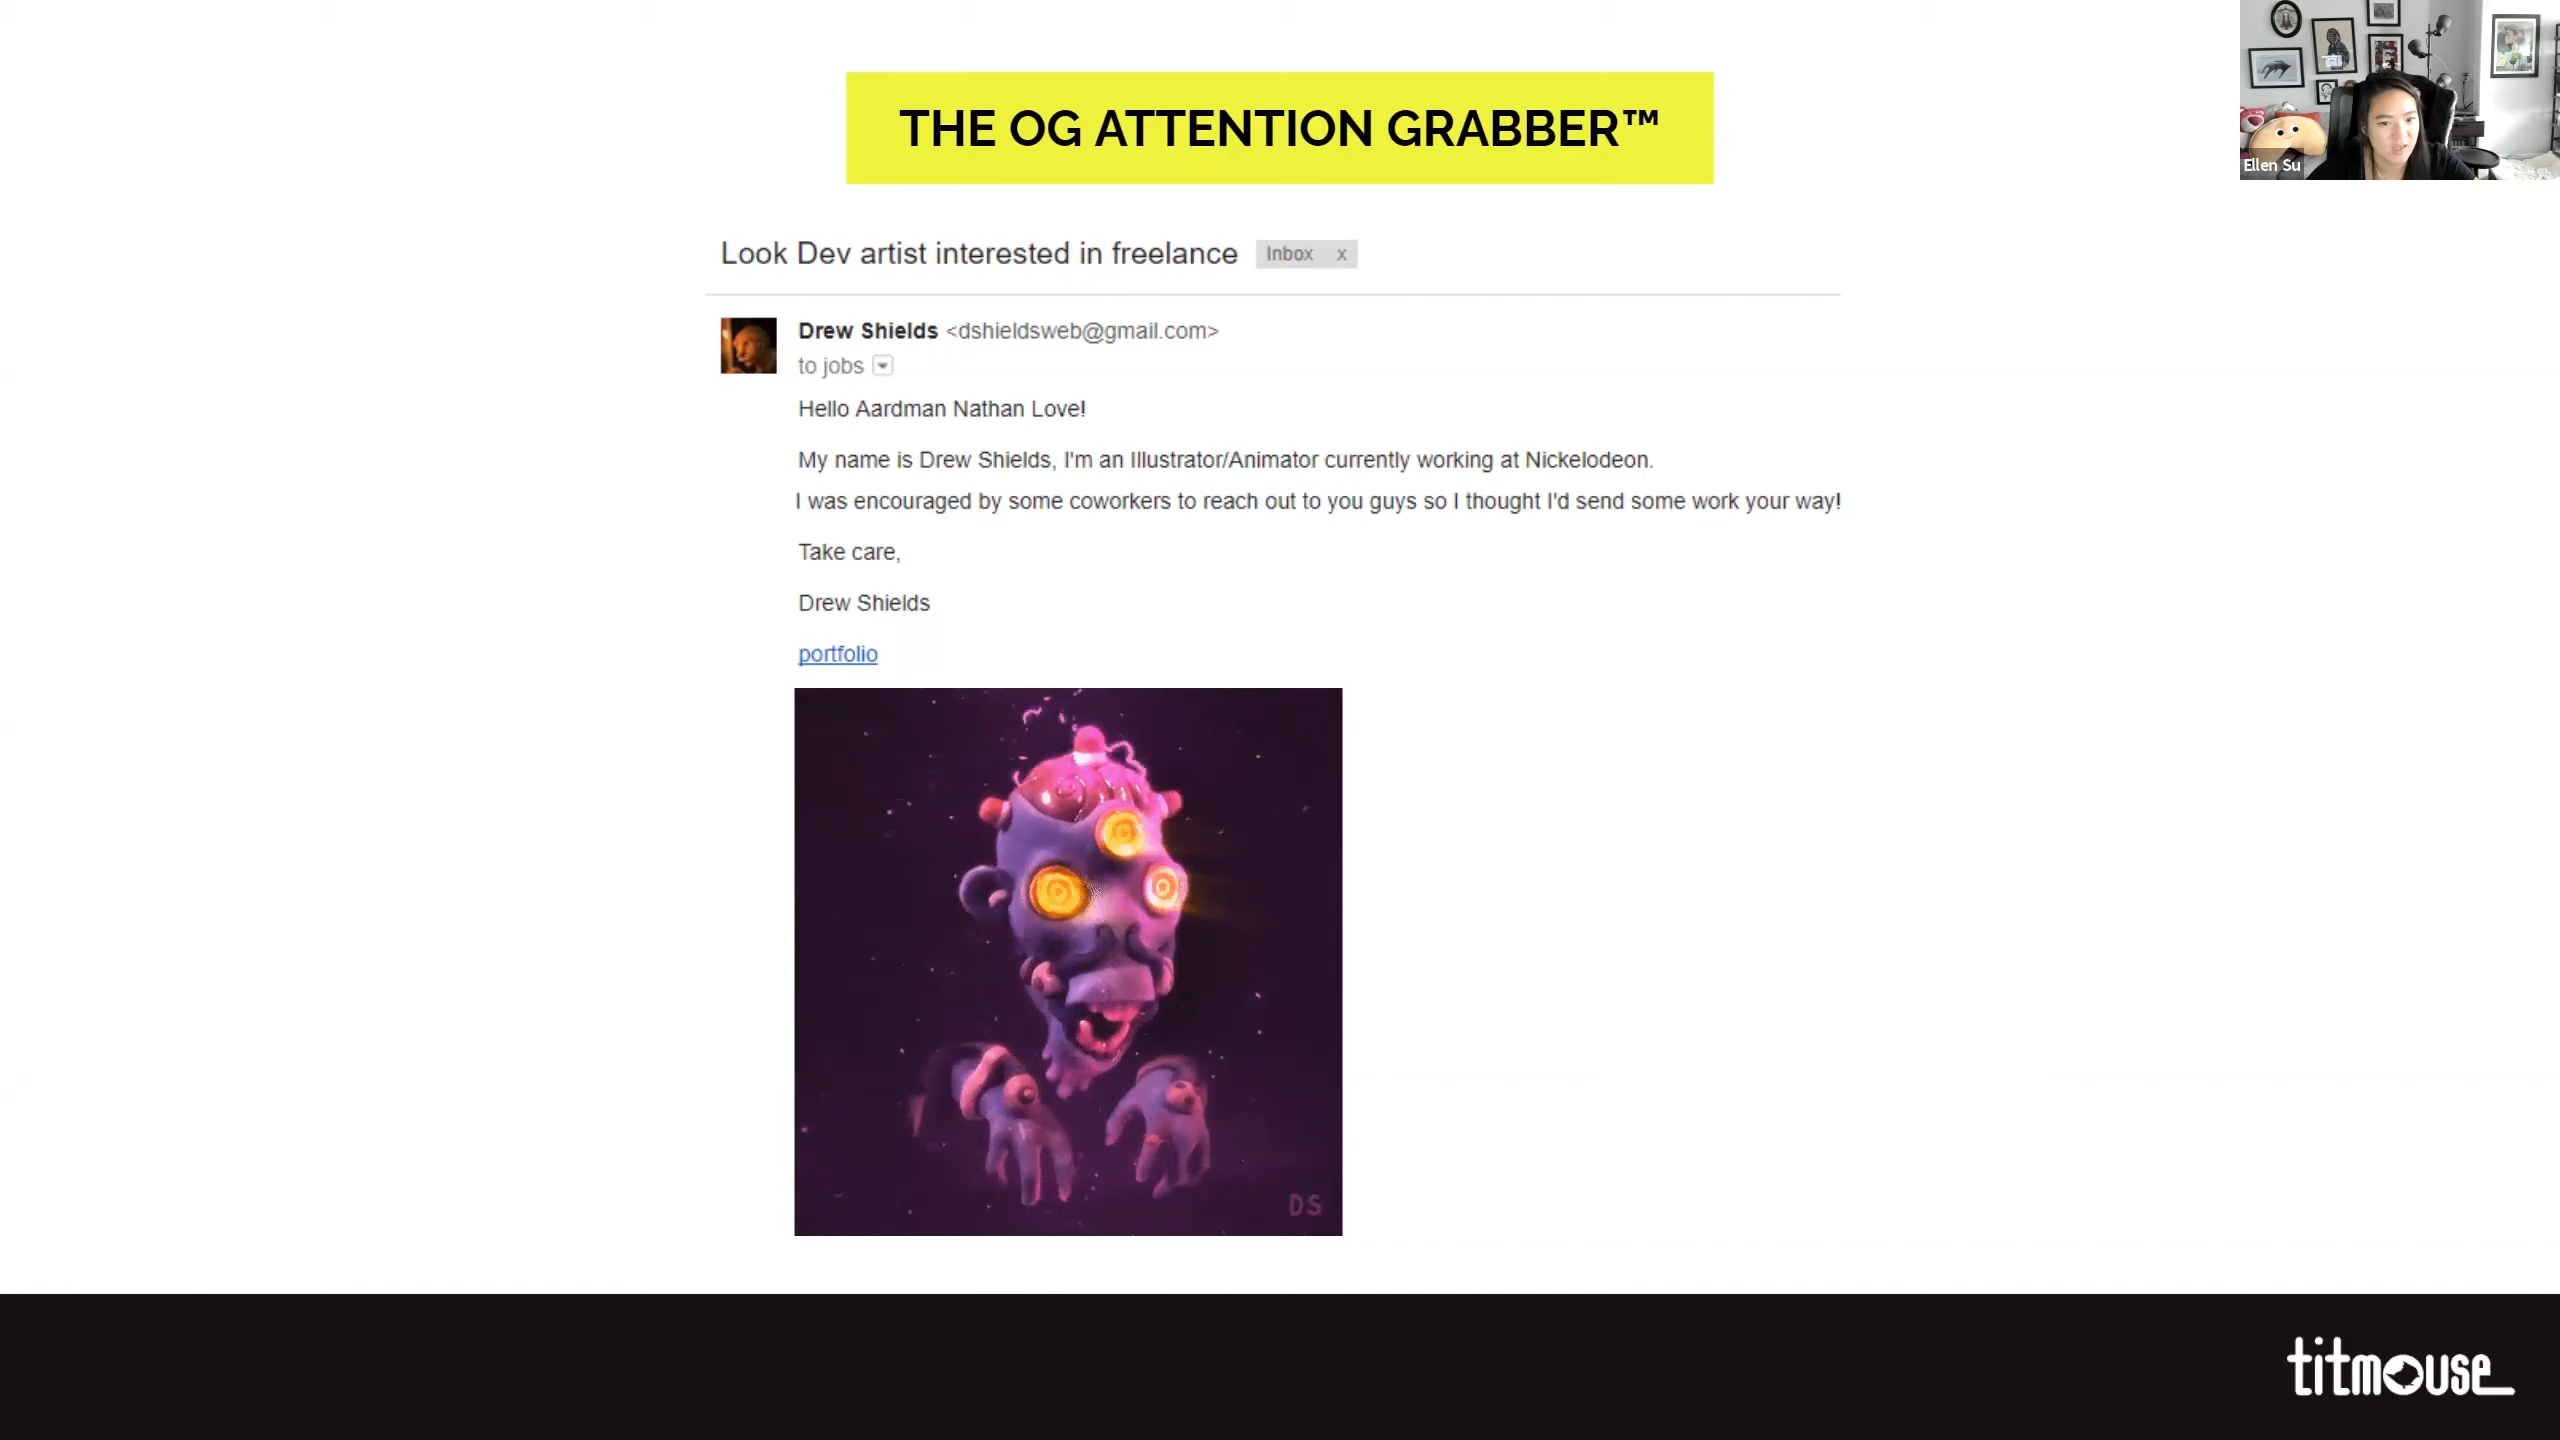 THE OG ATTENTION GRABBER™
Ellen Su
Look Dev artist interested in freelance Inbox x
Drew Shields <dshieldsweb@gmail.com>
to jobs
Hello Aardman Nathan Love!
My name is Drew Shields, I'm an Illustrator/Animator currently working at Nickelodeon.
I was encouraged by some coworkers to reach out to you guys so I thought I'd send some work your way!
Take care,
Drew Shields
portfolio
DS
titmouse